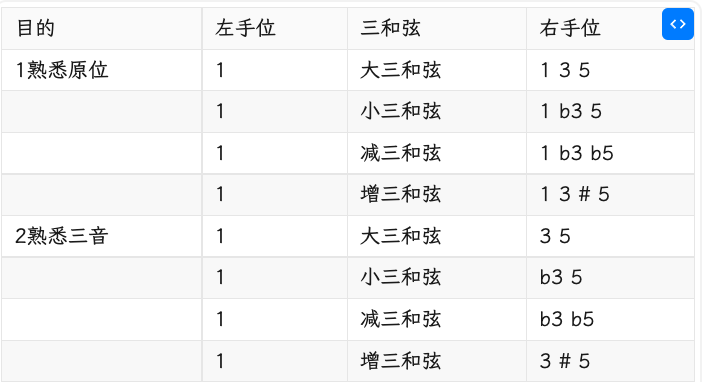 目的 左手位 三和弦 右手位
1熟悉原位 1 大三和弦 1 3 5
1 小三和弦 1 b3 5
1 减三和弦 1 b3 b5
1 增三和弦 1 3 # 5
2熟悉三音 1 大三和弦 3 5
1 小三和弦 b3 5
1 减三和弦 b3 b5
1 增三和弦 3 # 5